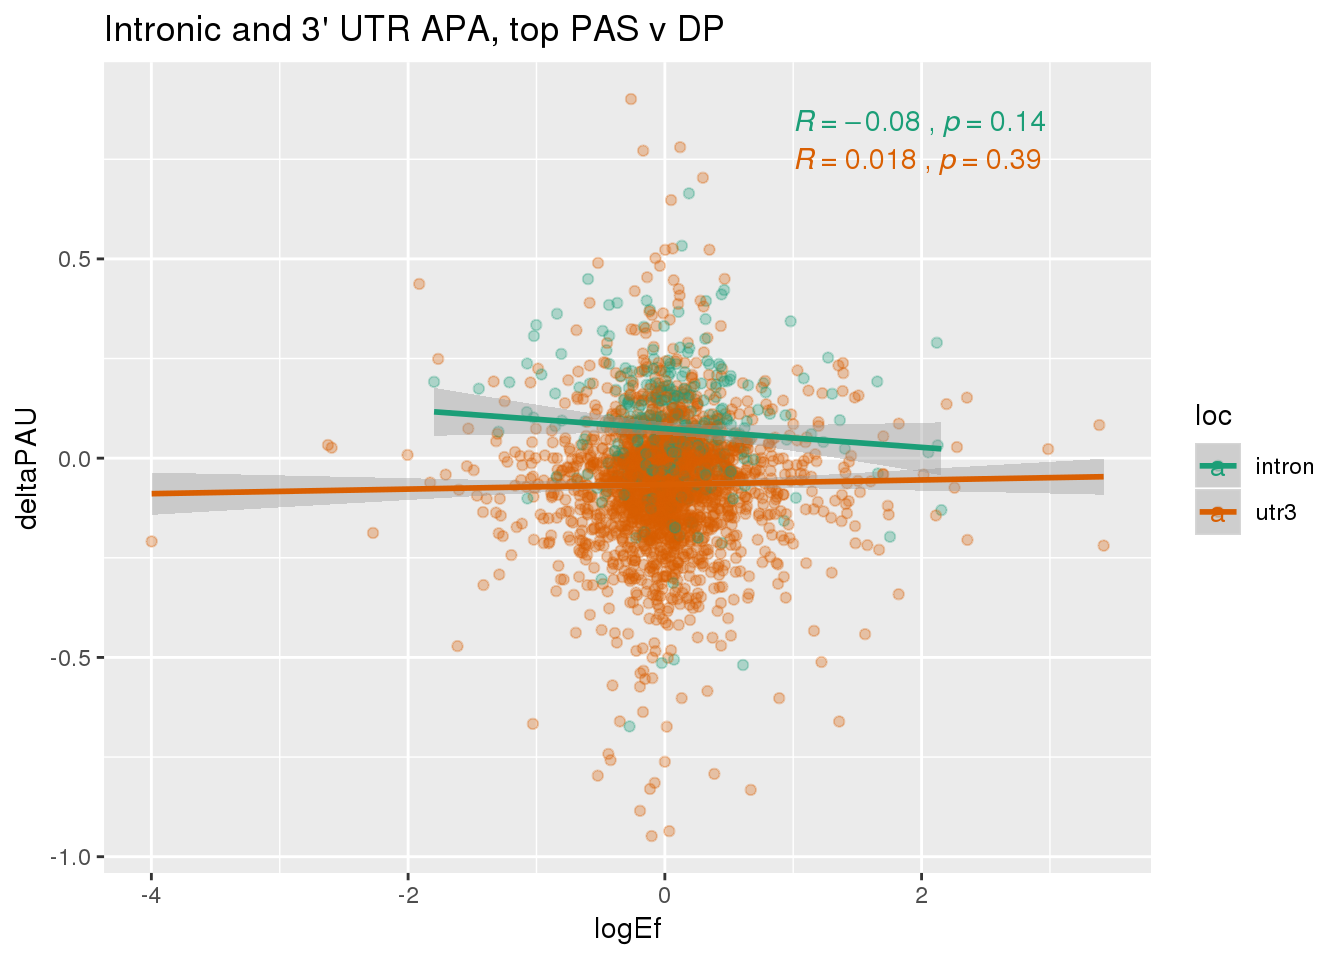 Intronic and 3' UTR APA, top PAS v DP
R = −0.08 , p = 0.14
R = 0.018 , p = 0.39
0.5
0.0
-0.5
-1.0
deltaPAU
-4 -2 0 2
logEf
loc
a intron
a utr3